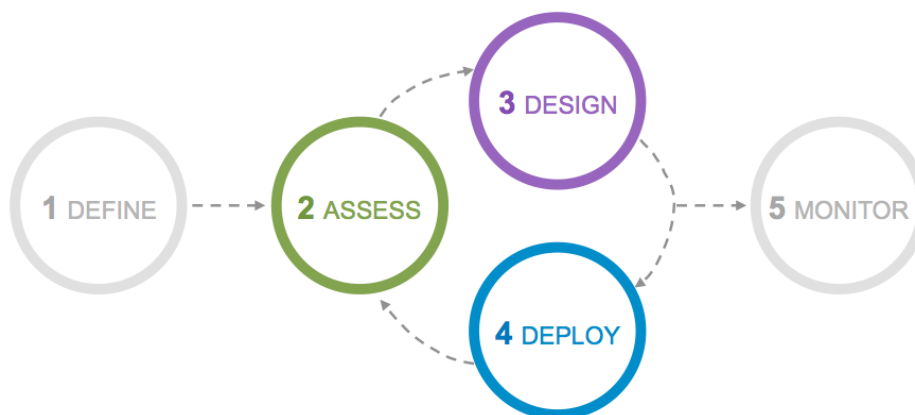 1 DEFINE
2 ASSESS
3 DESIGN
4 DEPLOY
5 MONITOR